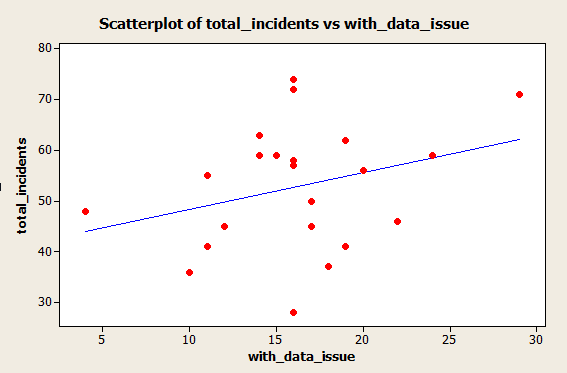 Scatterplot of total_incidents vs with_data_issue
80
70
60
50
40
30
total_incidents
5 10 15 20 25 30
with_data_issue